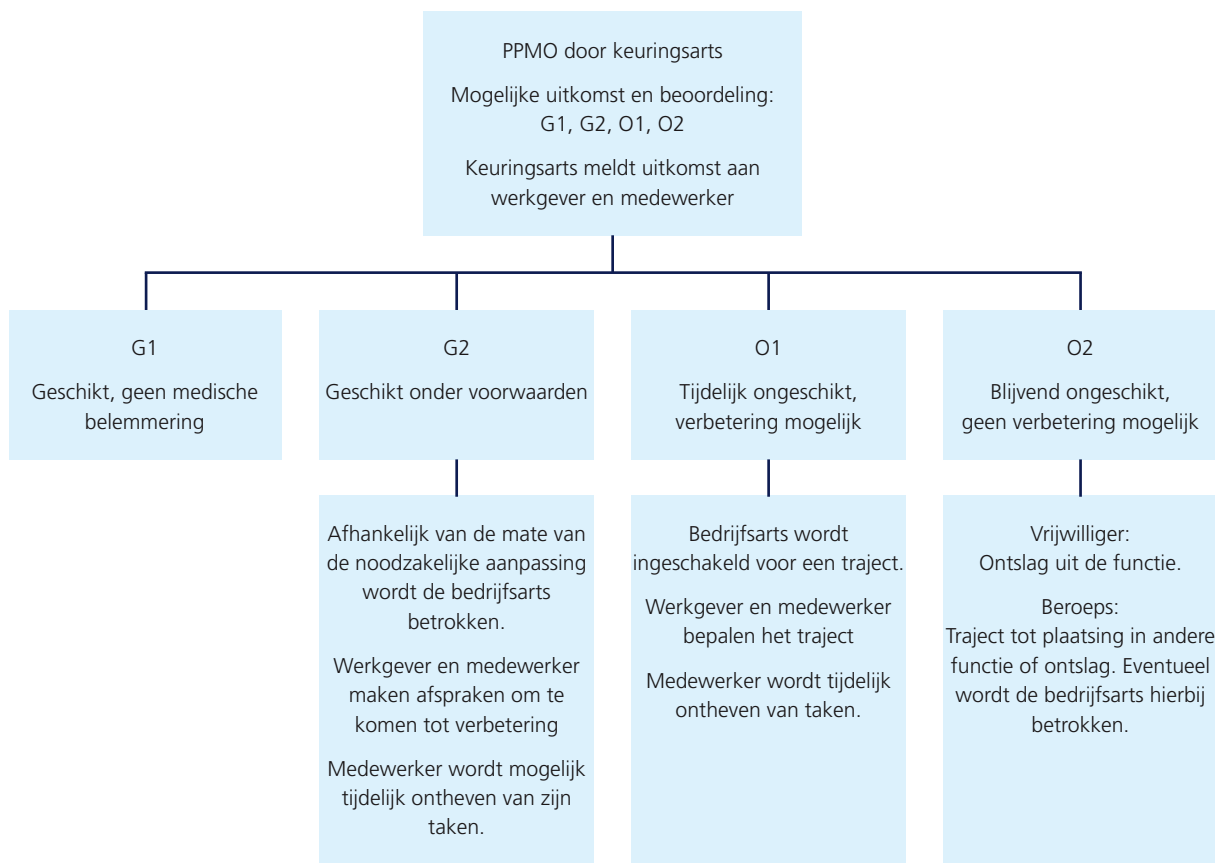 PPMO door keuringsarts
Mogelijke uitkomst en beoordeling:
G1, G2, O1, O2
Keuringsarts meldt uitkomst aan
werkgever en medewerker
G1
Geschikt, geen medische
belemmering
G2
Geschikt onder voorwaarden
O1
Tijdelijk ongeschikt,
verbetering mogelijk
O2
Blijvend ongeschikt,
geen verbetering mogelijk
Afhankelijk van de mate van
de noodzakelijke aanpassing
wordt de bedrijfsarts
betrokken.
Werkgever en medewerker
maken afspraken om te
komen tot verbetering
Medewerker wordt mogelijk
tijdelijk ontheven van zijn
taken.
Bedrijfsarts wordt
ingeschakeld voor een traject.
Werkgever en medewerker
bepalen het traject
Medewerker wordt tijdelijk
ontheven van taken.
Vrijwilliger:
Ontslag uit de functie.
Beroeps:
Traject tot plaatsing in andere
functie of ontslag. Eventueel
wordt de bedrijfsarts hierbij
betrokken.